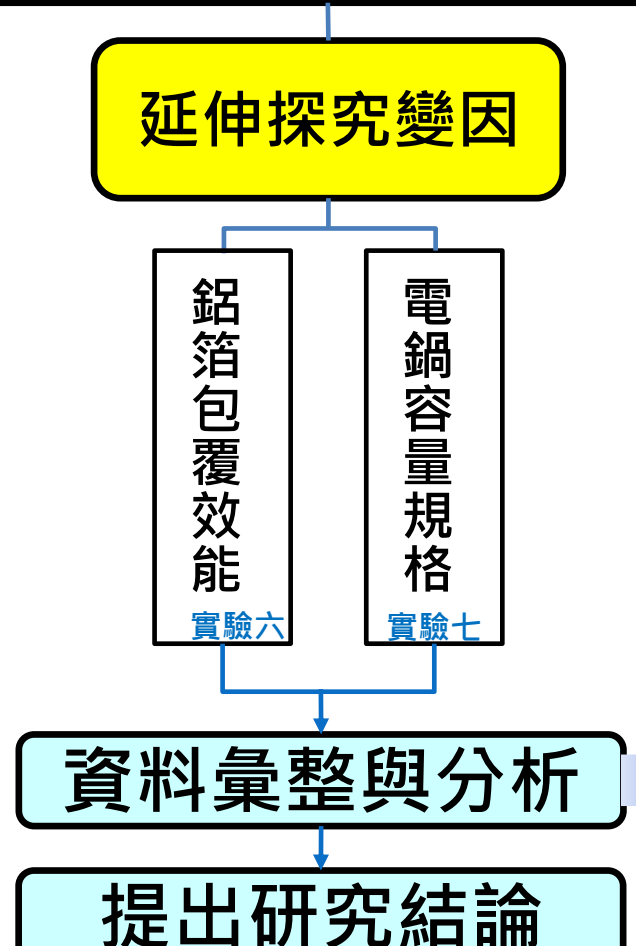 延伸探究變因
鋁箔包覆效能
實驗六
電鍋容量規格
實驗七
資料彙整與分析
提出研究結論